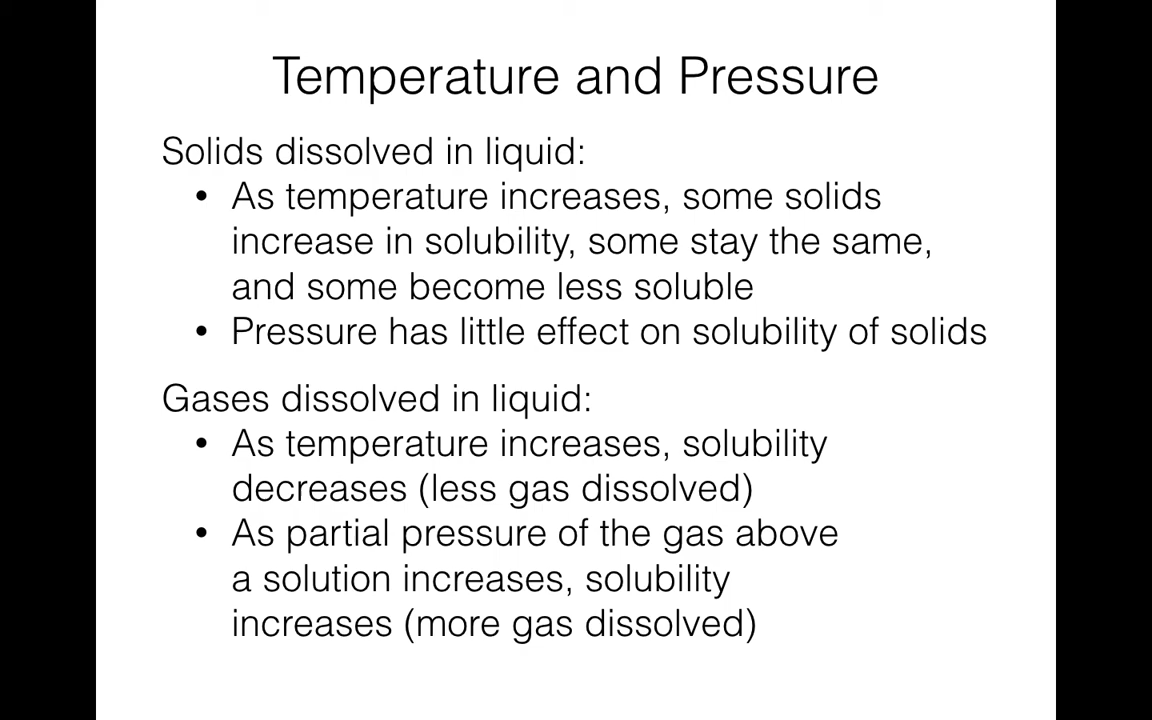 Temperature and Pressure
Solids dissolved in liquid:
• As temperature increases, some solids
increase in solubility, some stay the same,
and some become less soluble
• Pressure has little effect on solubility of solids
Gases dissolved in liquid:
• As temperature increases, solubility
decreases (less gas dissolved)
• As partial pressure of the gas above
a solution increases, solubility
increases (more gas dissolved)